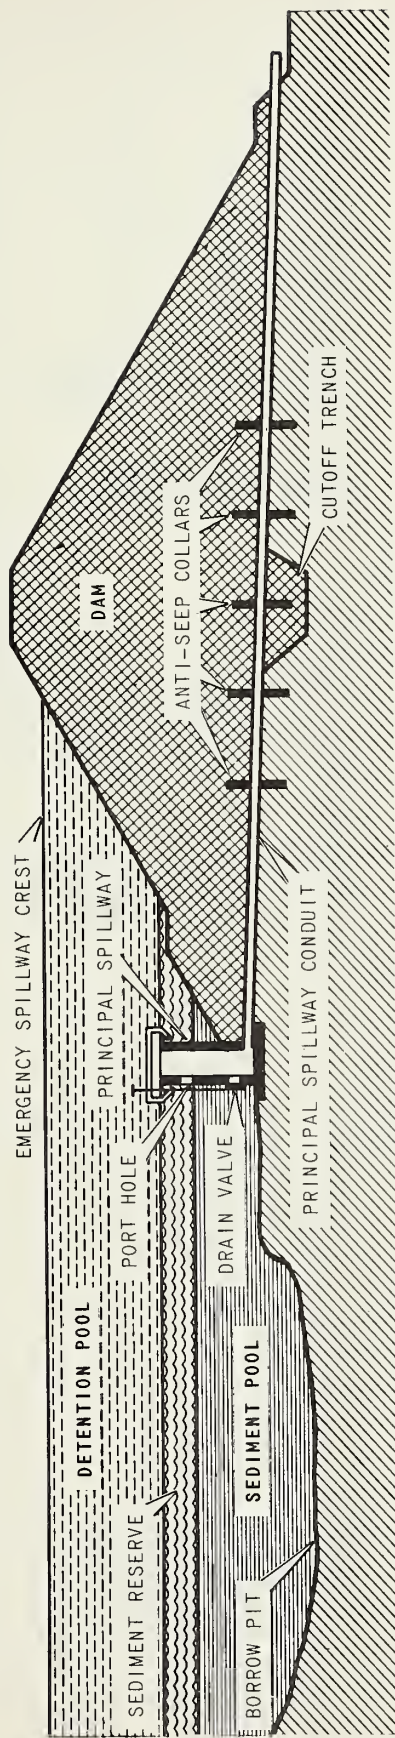 EMERGENCY SPILLWAY CREST
DETENTION POOL
SEDIMENT RESERVE
PORT HOLE
PRINCIPAL SPILLWAY
DAM
ANTI-SEEP COLLARS
SEDIMENT POOL
DRAIN VALVE
BORROW PIT
PRINCIPAL SPILLWAY CONDUIT
CUTOFF TRENCH